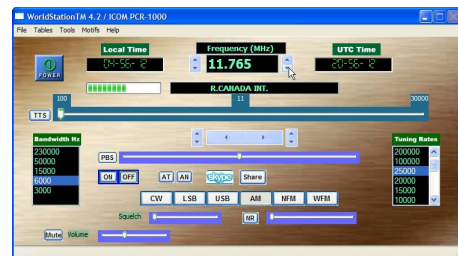 WorldStationTM 4.2 / ICOM PCR-1000
File Tables Tools Motifs Help
Local Time Frequency (MHz) UTC Time
POWER 04-56- 12 11.765 20-56- 12
R.CANADA INT.
100 11 30000
TTS
Bandwidth Hz Tuning Rates
230000 200000
50000 PBS 100000
15000 25000
6000 ON OFF AT AN skype Share 20000
3000 15000
CW LSB USB AM NFM WFM 10000
Squelch NR
Mute Volume